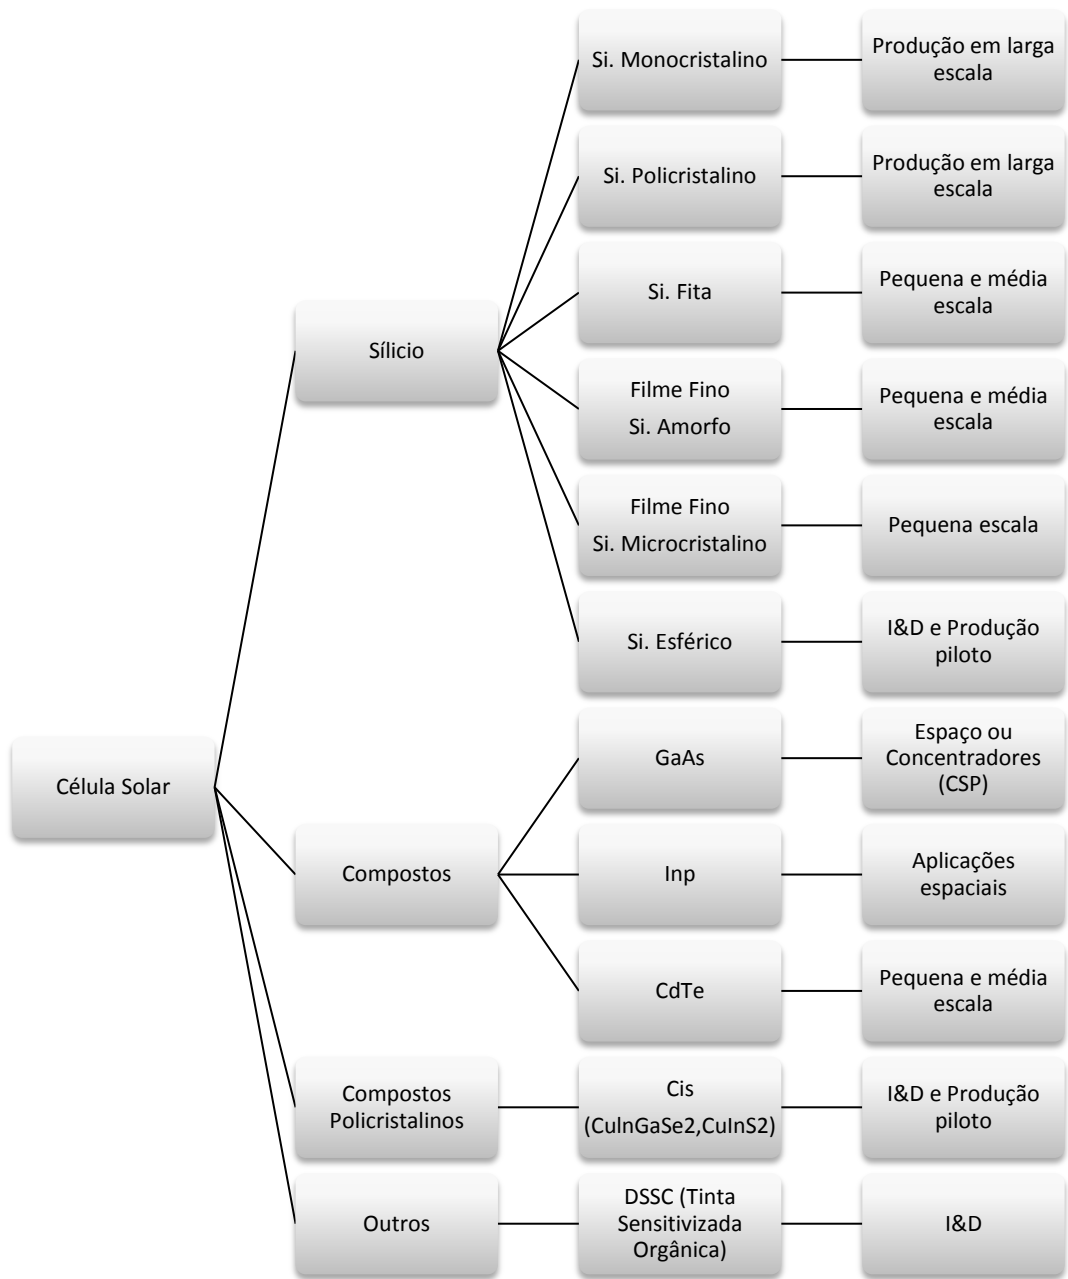 Si. Monocristalino
Produção em larga
escala
Si. Policristalino
Produção em larga
escala
Si. Fita
Pequena e média
escala
Sílicio
Filme Fino
Si. Amorfo
Pequena e média
escala
Filme Fino
Si. Microcristalino
Pequena escala
Si. Esférico
I&D e Produção
piloto
Célula Solar
GaAs
Espaço ou
Concentradores
(CSP)
Compostos
Inp
Aplicações
espaciais
CdTe
Pequena e média
escala
Compostos
Policristalinos
Cis
(CuInGaSe2,CuInS2)
I&D e Produção
piloto
Outros
DSSC (Tinta
Sensitivizada
Orgânica)
I&D